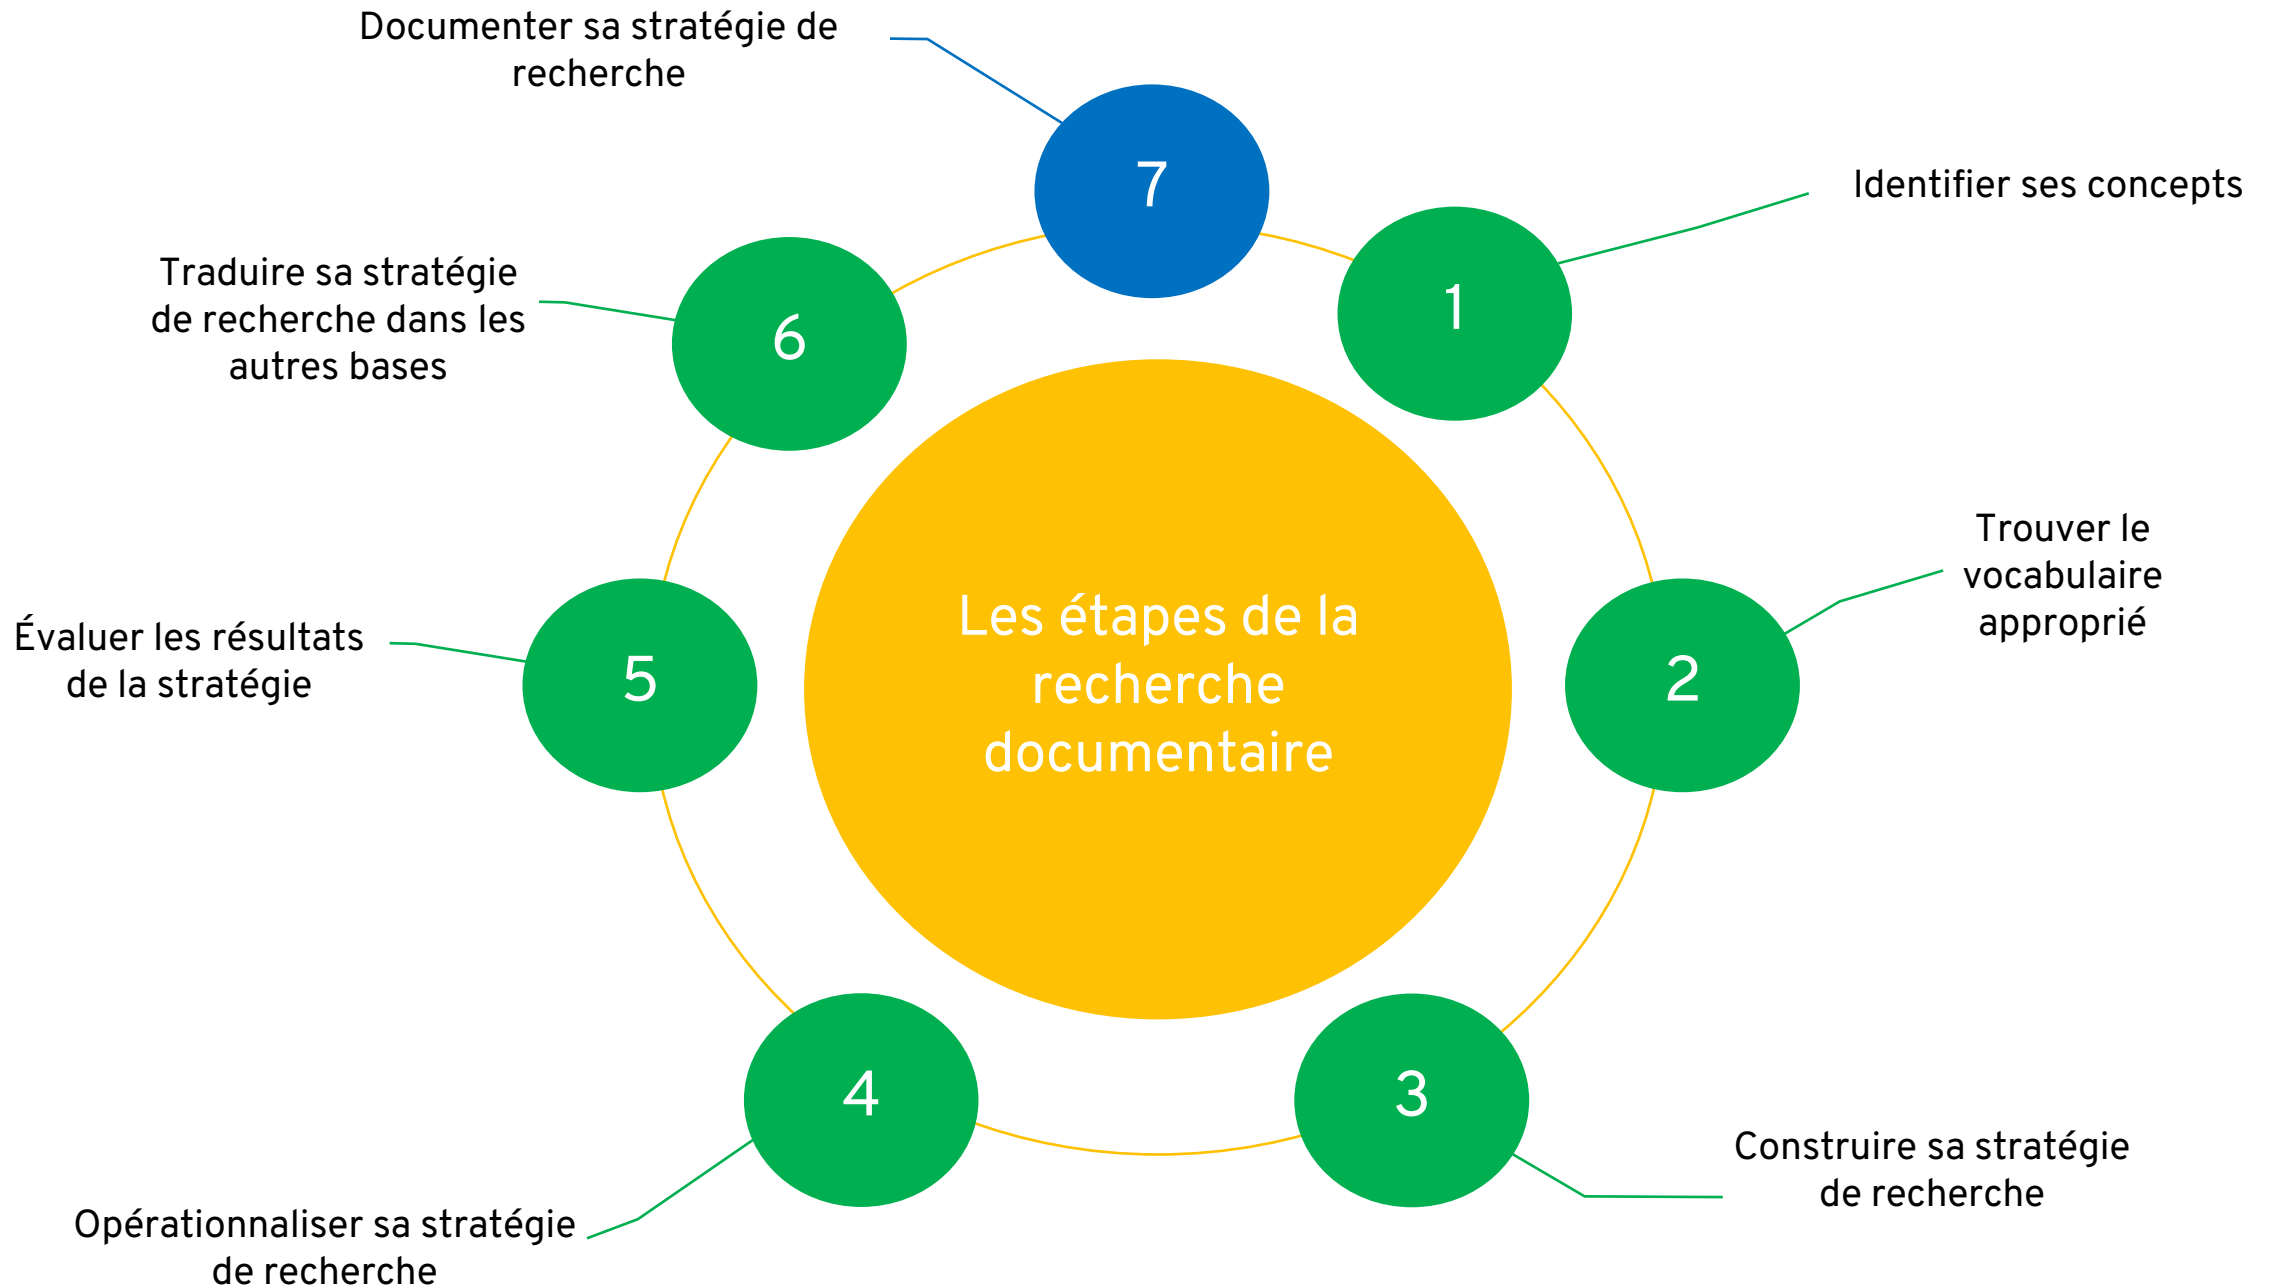 Documenter sa stratégie de
recherche
7
Identifier ses concepts
1
Traduire sa stratégie
de recherche dans les
autres bases
6
Trouver le
vocabulaire
approprié
2
Les étapes de la
recherche
documentaire
Évaluer les résultats
de la stratégie
5
4
3
Construire sa stratégie
de recherche
Opérationnaliser sa stratégie
de recherche